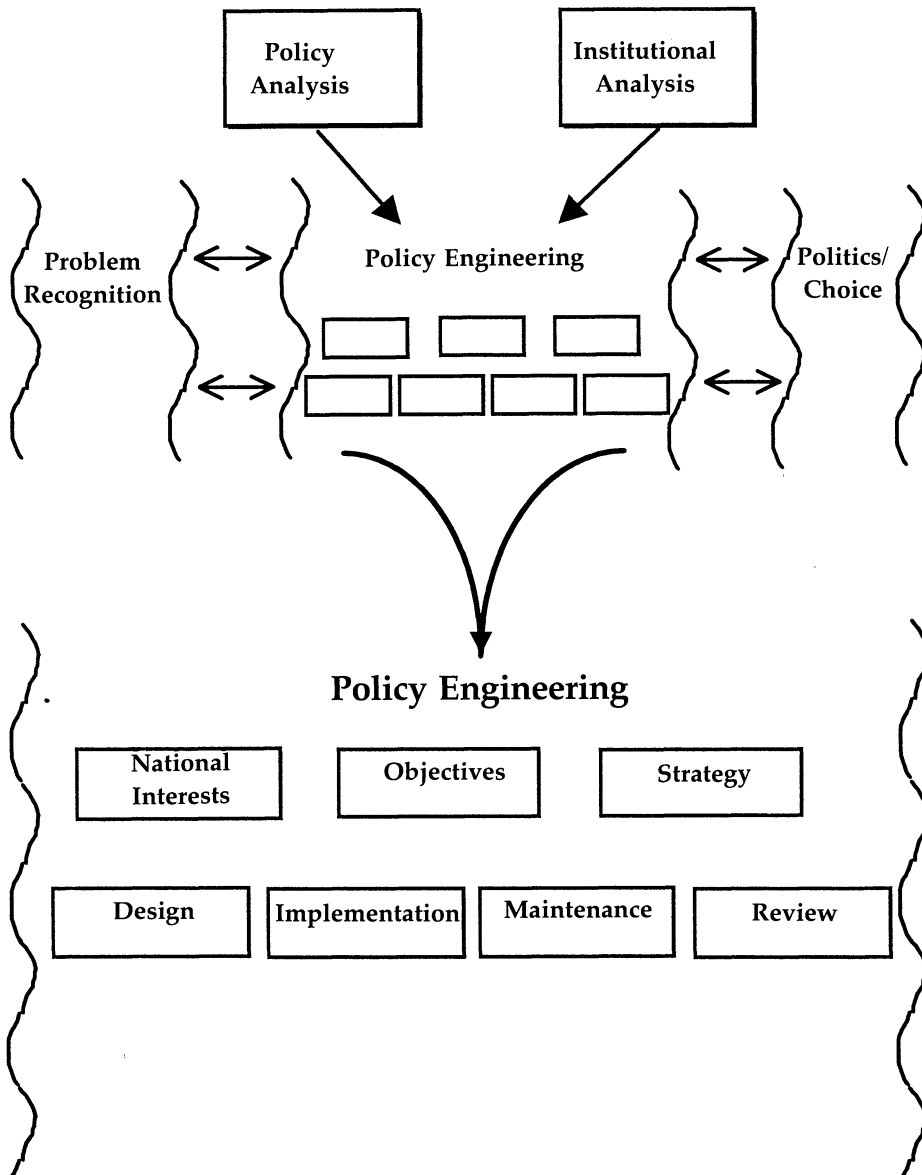 Policy
Analysis
Institutional
Analysis
Problem
Recognition
Policy Engineering
Politics/
Choice
Policy Engineering
National
Interests
Objectives
Strategy
Design
Implementation
Maintenance
Review